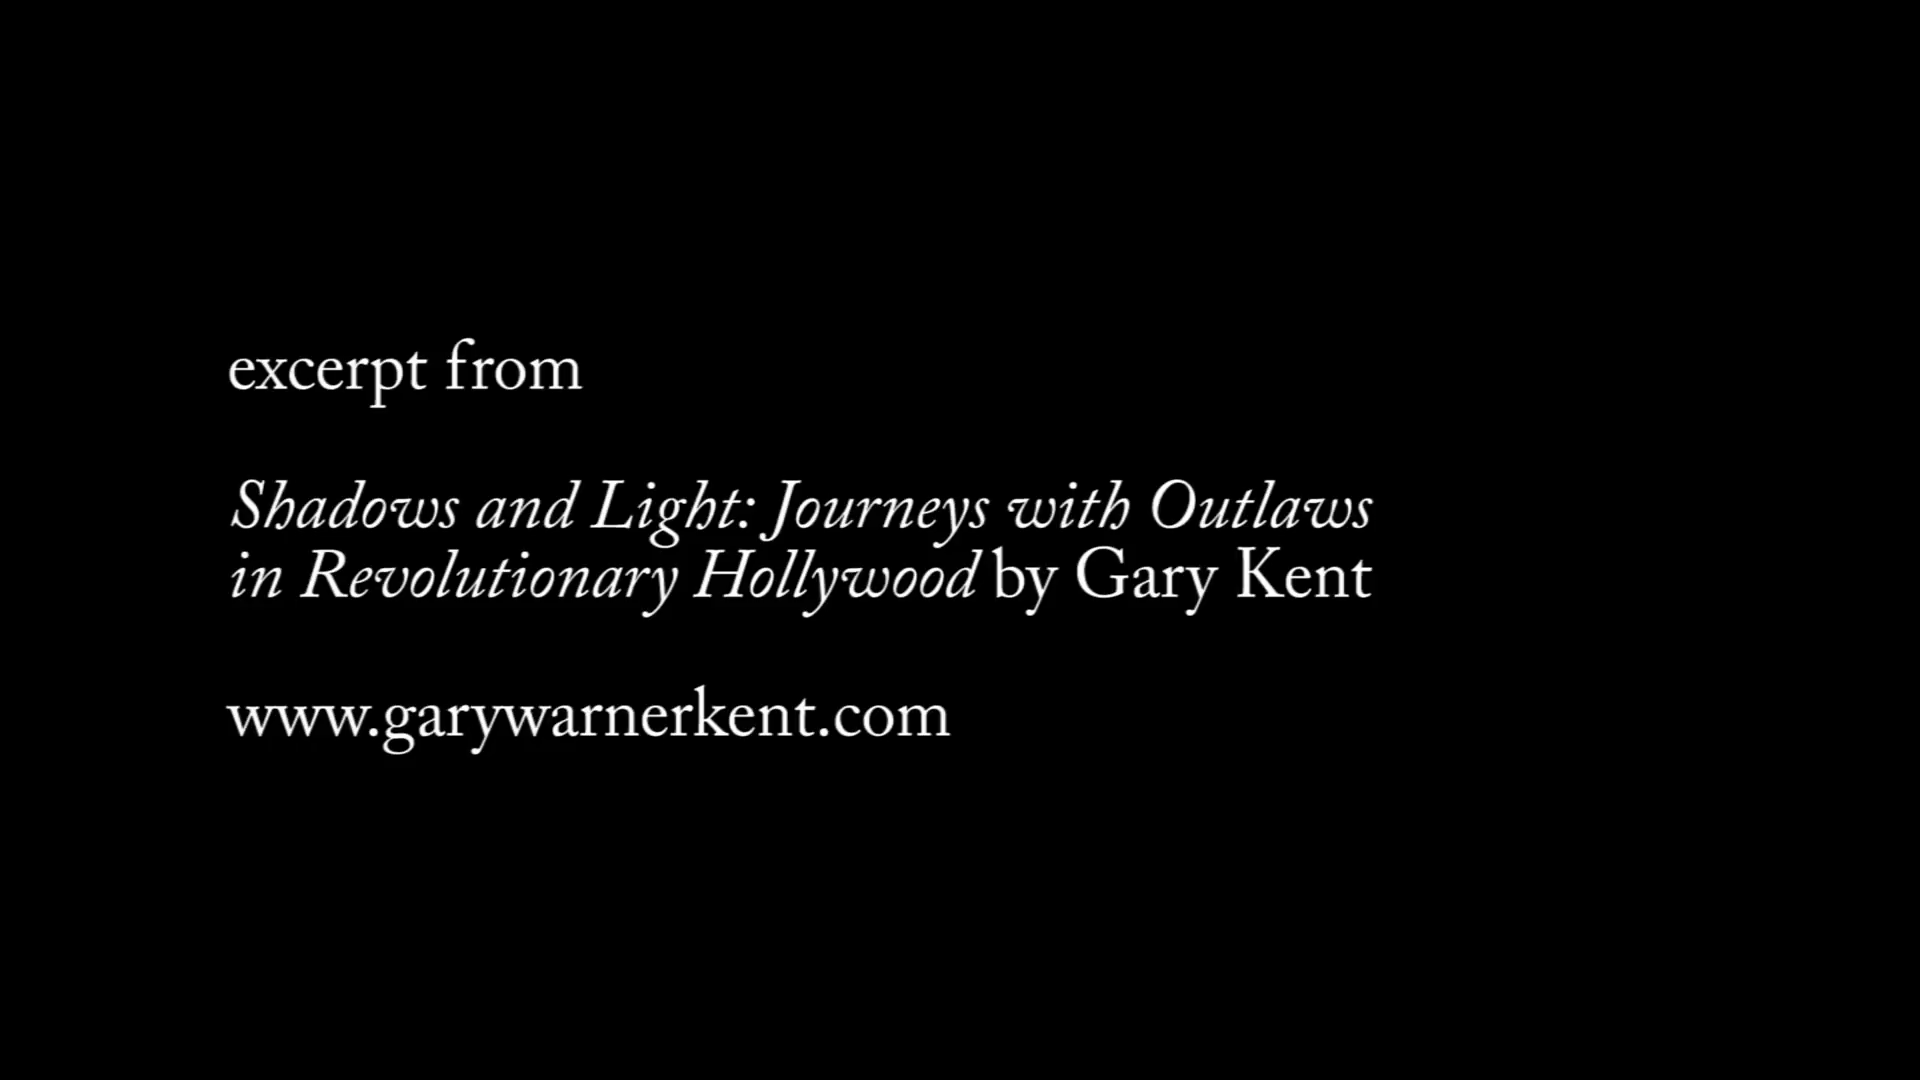 excerpt from
Shadows and Light: Journeys with Outlaws
in Revolutionary Hollywood by Gary Kent
www.garywarnerkent.com